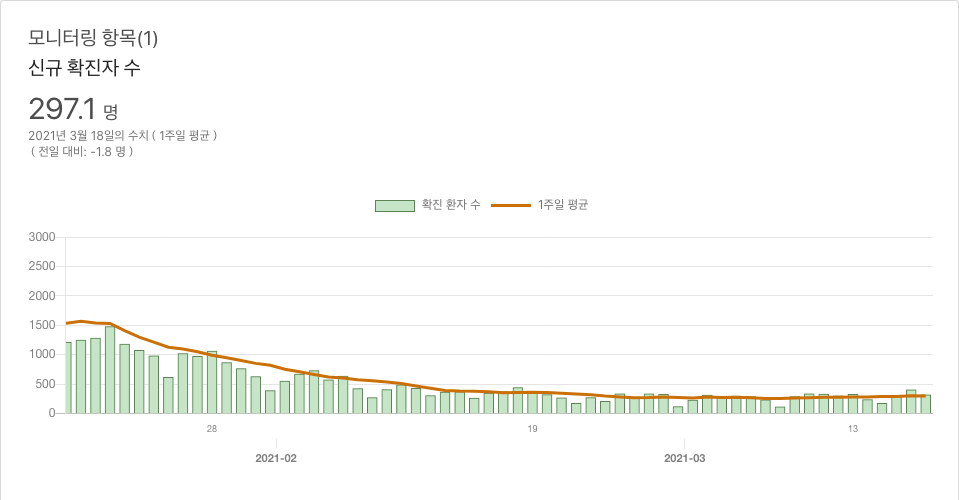 모니터링 항목(1)
신규 확진자 수
297.1 명
2021년 3월 18일의 수치 ( 1주일 평균 )
( 전일 대비: -1.8 명 )
확진 환자 수 1주일 평균
3000
2500
2000
1500
1000
500
0
28 19 13
2021-02 2021-03